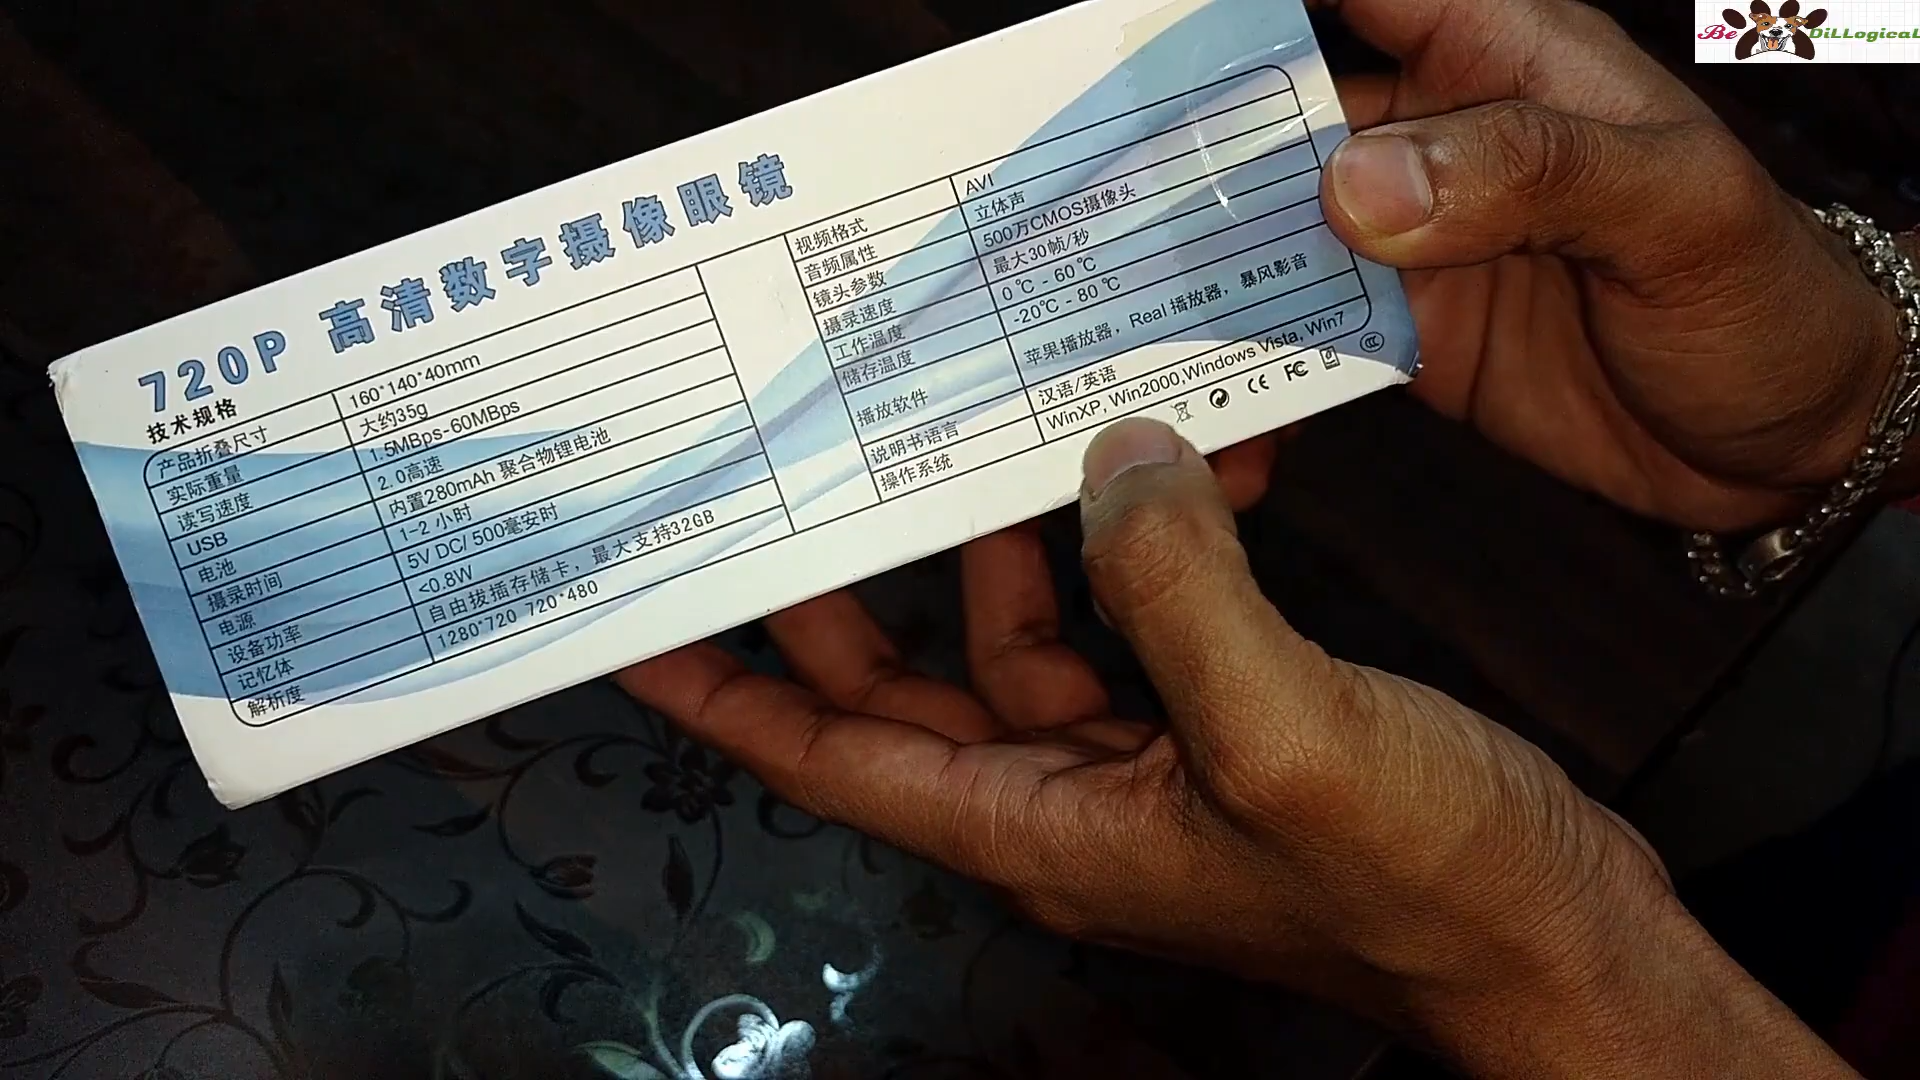 Be DiLLogicaL
720P 高清数字摄像眼镜
技术规格
产品折叠尺寸 160*140*40mm
实际重量 大约35g
读写速度 1.5MBps-60MBps
USB 2.0高速
电池 内置280mAh 聚合物锂电池
摄录时间 1-2 小时
电源 5V DC/ 500毫安时
设备功率 <0.8W
记忆体 自由拔插存储卡，最大支持32GB
解析度 1280*720 720*480
视频格式 AVI
音频属性 立体声
镜头参数 500万CMOS摄像头
摄录速度 最大30帧/秒
工作温度 0℃ - 60℃
储存温度 -20℃ - 80℃
播放软件 苹果播放器，Real 播放器，暴风影音
说明书语言 汉语/英语
操作系统 WinXP, Win2000,Windows Vista, Win7
CE FC CCC